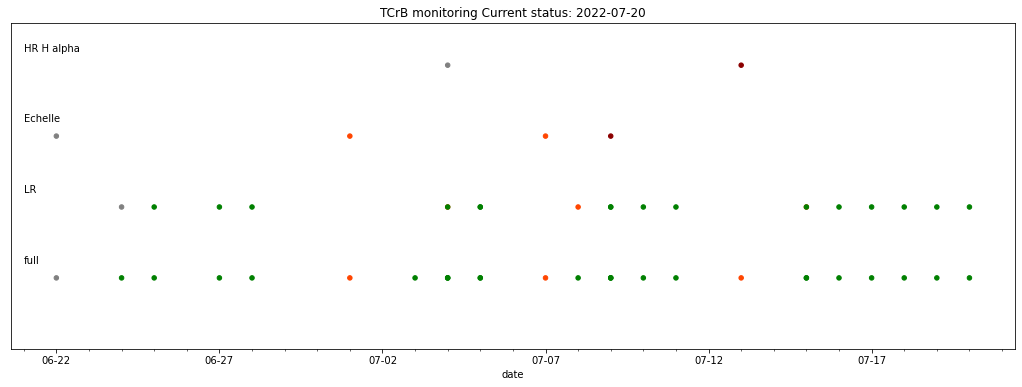 TCrB monitoring Current status: 2022-07-20
HR H alpha
Echelle
LR
full
06-22 06-27 07-02 07-07 07-12 07-17
date